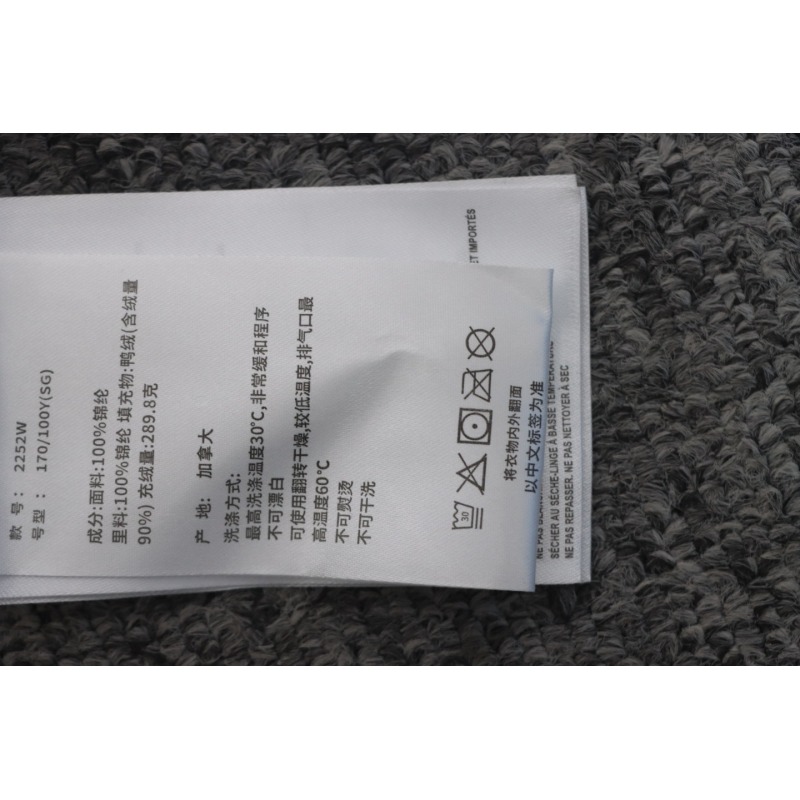 款 号： 2252W
号型 ： 170/100Y(SG)
成分:面料:100%锦纶
里料:100%锦纶 填充物:鸭绒(含绒量
90%) 充绒量:289.8克
产 地: 加拿大
洗涤方式:
最高洗涤温度30℃,非常缓和程序
不可漂白
可使用翻转干燥,较低温度,排气口最
高温度60℃
不可熨烫
不可干洗
30
将衣物内外翻面
以中文标签为准
ET IMPORTÉS
SÉCHER AU SÈCHE-LINGE À BASSE TEMPÉRATURE
NE PAS REPASSER. NE PAS NETTOYER À SEC